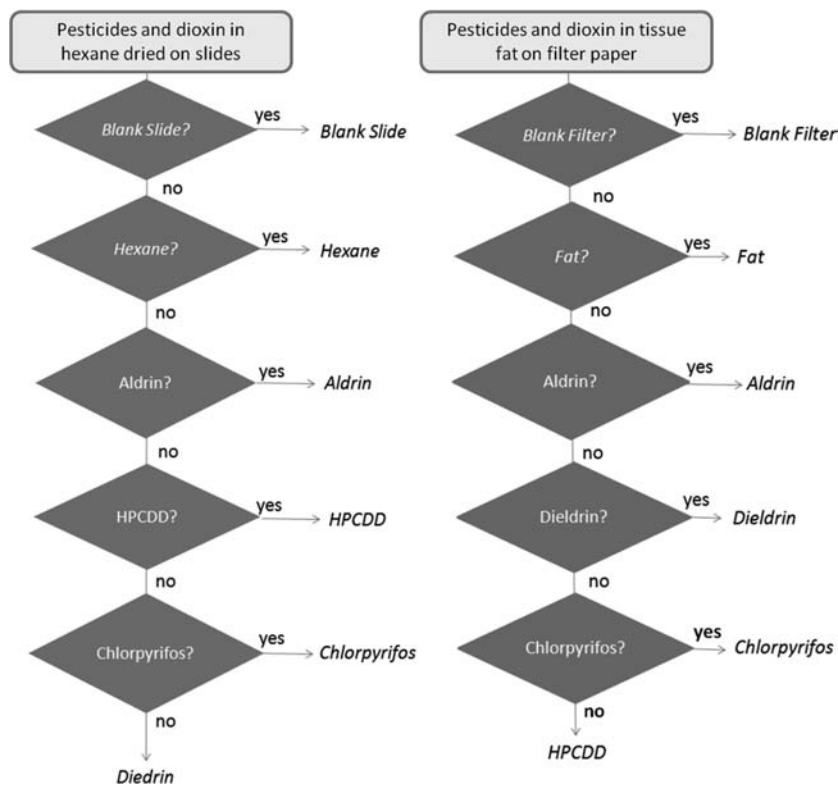 Pesticides and dioxin in
hexane dried on slides
Blank Slide?
yes
Blank Slide
no
Hexane?
yes
Hexane
no
Aldrin?
yes
Aldrin
no
HPCDD?
yes
HPCDD
no
Chlorpyrifos?
yes
Chlorpyrifos
no
Diedrin
Pesticides and dioxin in tissue
fat on filter paper
Blank Filter?
yes
Blank Filter
no
Fat?
yes
Fat
no
Aldrin?
yes
Aldrin
no
Dieldrin?
yes
Dieldrin
no
Chlorpyrifos?
yes
Chlorpyrifos
no
HPCDD